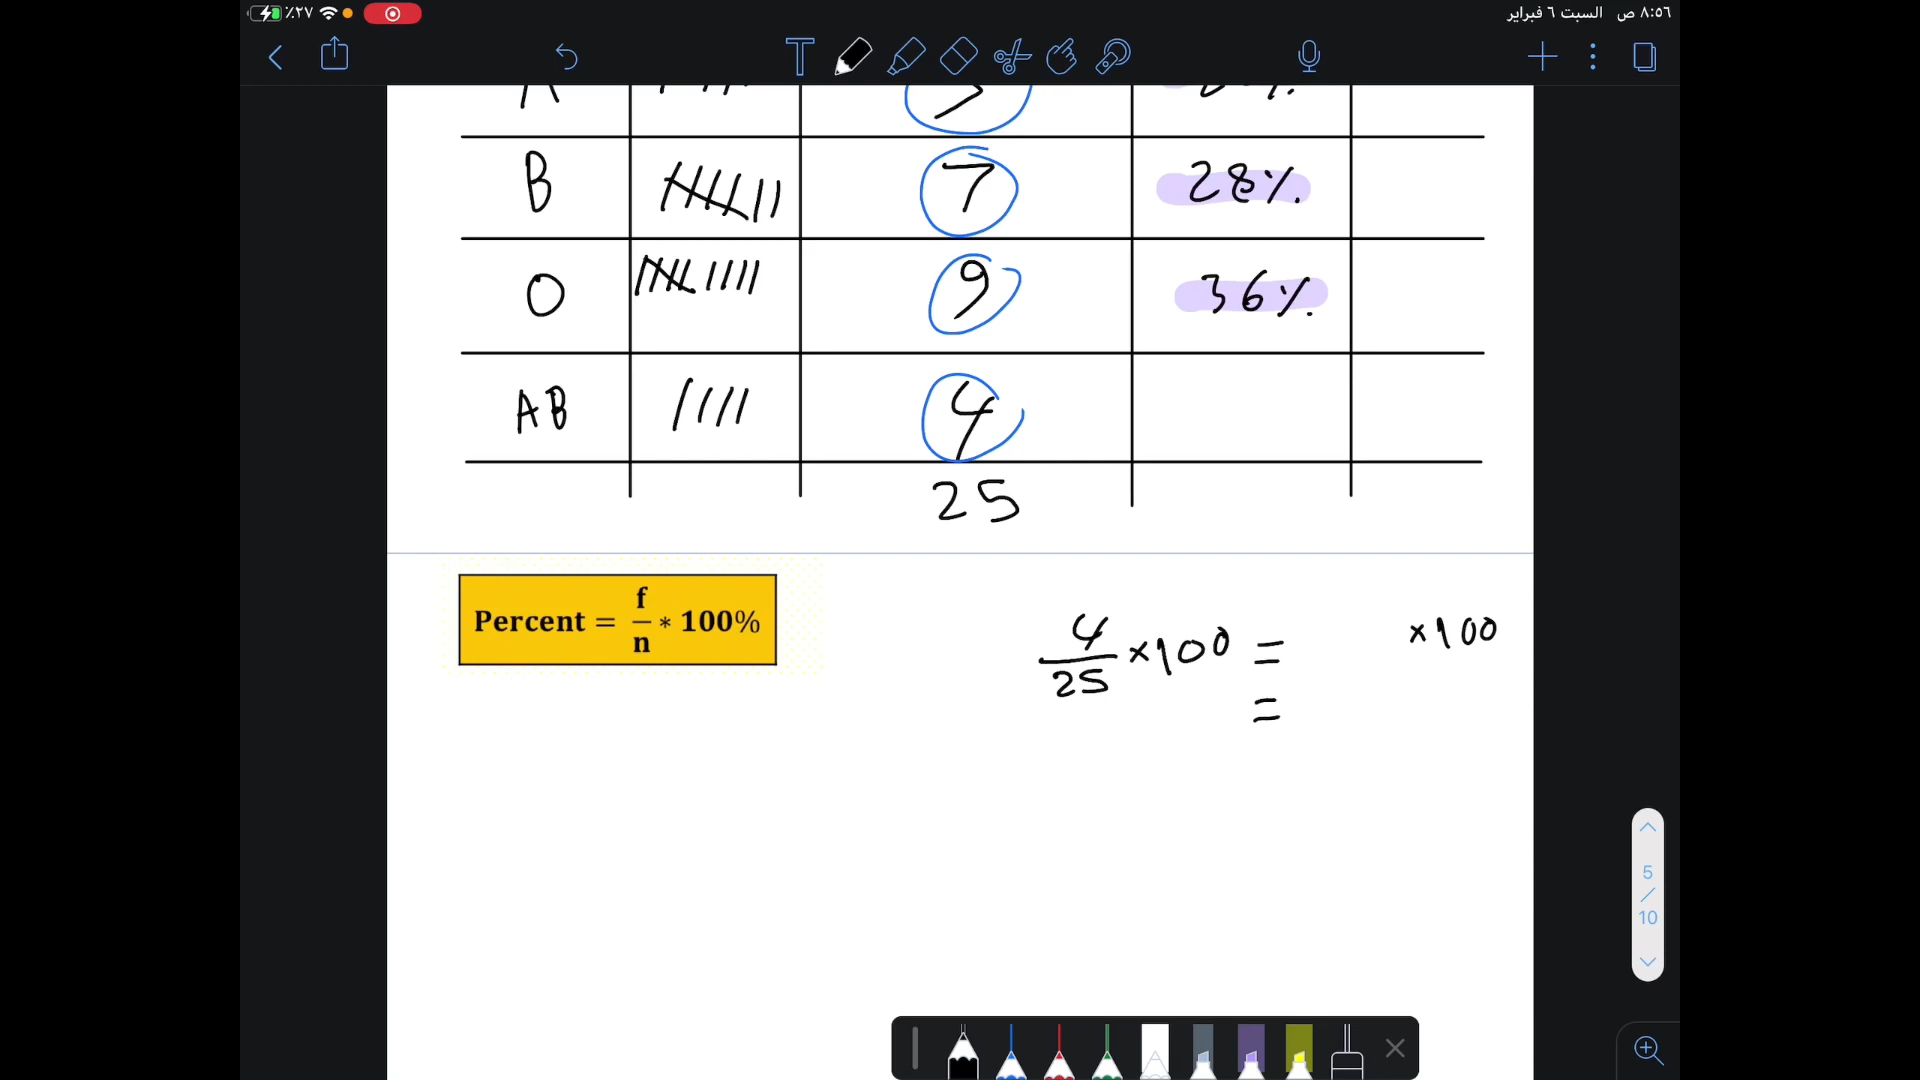 ٪٢٧
٨:٥٦ ص السبت ٦ فبراير
T
A 5
B 7 28%
O 9 36%
AB 4
25
Percent = f/n * 100%
4/25 × 100 = × 100
=
5
/
10